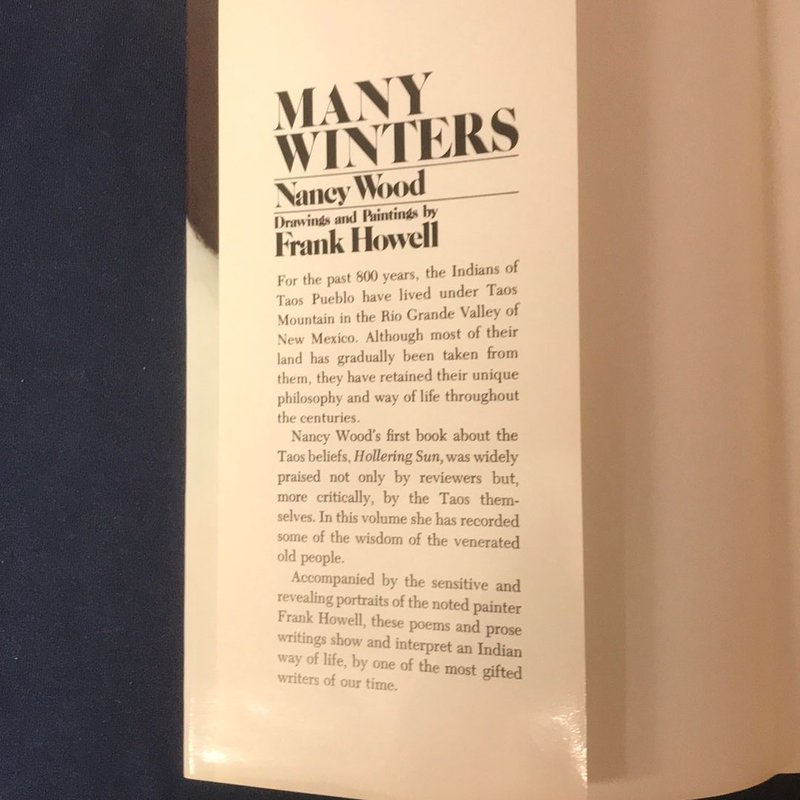 MANY
WINTERS
Nancy Wood
Drawings and Paintings by
Frank Howell
For the past 800 years, the Indians of
Taos Pueblo have lived under Taos
Mountain in the Rio Grande Valley of
New Mexico. Although most of their
land has gradually been taken from
them, they have retained their unique
philosophy and way of life throughout
the centuries.
Nancy Wood's first book about the
Taos beliefs, Hollering Sun, was widely
praised not only by reviewers but,
more critically, by the Taos them-
selves. In this volume she has recorded
some of the wisdom of the venerated
old people.
Accompanied by the sensitive and
revealing portraits of the noted painter
Frank Howell, these poems and prose
writings show and interpret an Indian
way of life, by one of the most gifted
writers of our time.